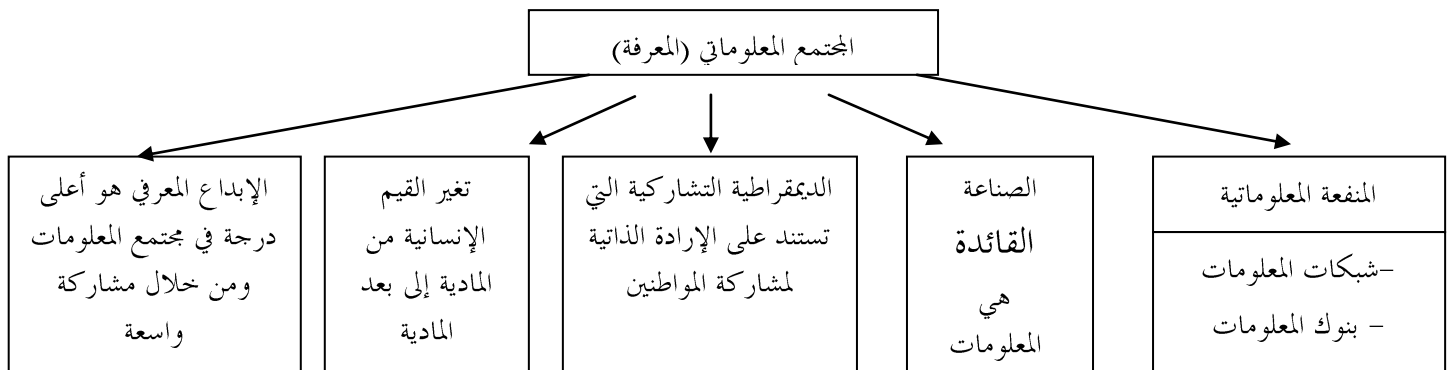 المجتمع المعلوماتي (المعرفة)
المنفعة المعلوماتية
-شبكات المعلومات
- بنوك المعلومات
الصناعة
القائدة
هي
المعلومات
الديمقراطية التشاركية التي
تستند على الإرادة الذاتية
لمشاركة المواطنين
تغير القيم
الإنسانية من
المادية إلى بعد
المادية
الإبداع المعرفي هو أعلى
درجة في مجتمع المعلومات
ومن خلال مشاركة
واسعة